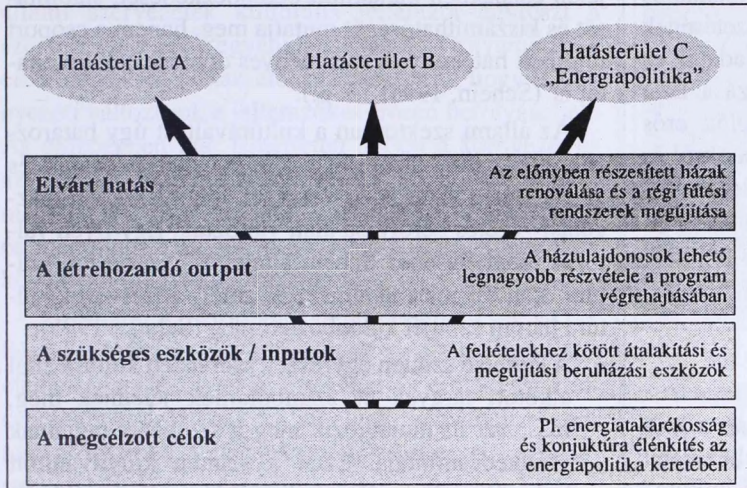 Hatásterület A
Hatásterület B
Hatásterület C
„Energiapolitika”
Elvárt hatás
Az előnyben részesített házak
renoválása és a régi fűtési
rendszerek megújítása
A létrehozandó output
A háztulajdonosok lehető
legnagyobb részvétele a program
végrehajtásában
A szükséges eszközök / inputok
A feltételekhez kötött átalakítási és
megújítási beruházási eszközök
A megcélzott célok
Pl. energiatakarékosság
és konjuktúra élénkítés az
energiapolitika keretében